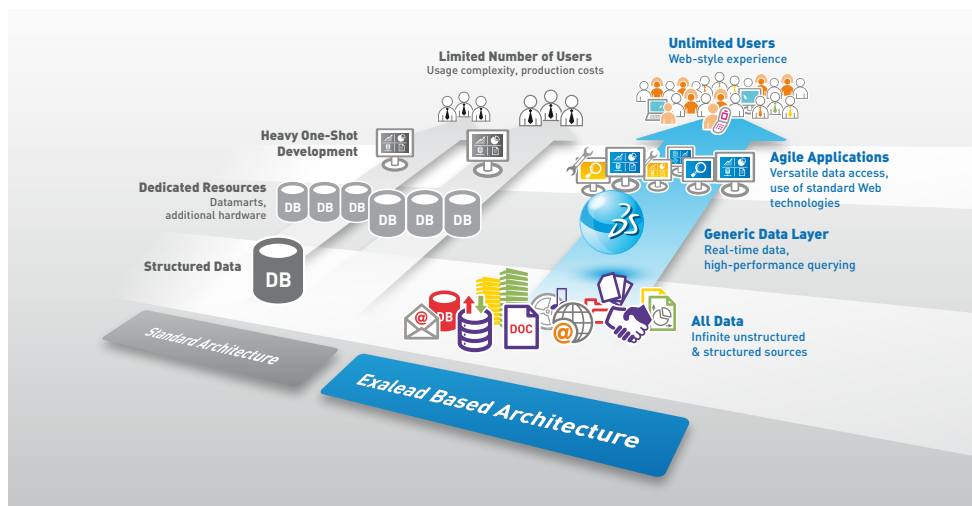 Unlimited Users
Web-style experience
Limited Number of Users
Usage complexity, production costs
Heavy One-Shot
Development
Agile Applications
Versatile data access,
use of standard Web
technologies
Dedicated Resources
Datamarts,
additional hardware
DB
DB
DB
DB
DB
DB
Generic Data Layer
Real-time data,
high-performance querying
Structured Data
DB
@
DB
DOC
@
All Data
Infinite unstructured
& structured sources
Standard Architecture
Exalead Based Architecture